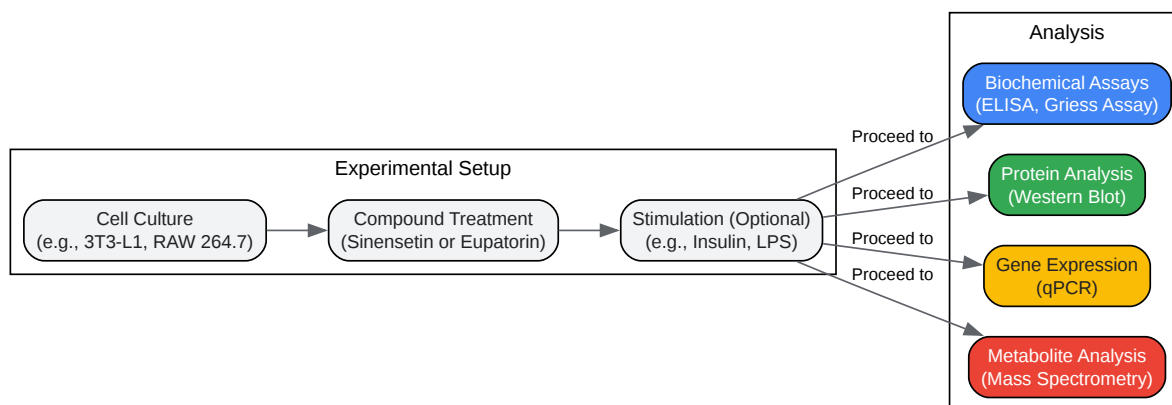 Analysis
Biochemical Assays
(ELISA, Griess Assay)
Proceed to
Experimental Setup
Protein Analysis
(Western Blot)
Proceed to
Cell Culture
(e.g., 3T3-L1, RAW 264.7)
Compound Treatment
(Sinensetin or Eupatorin)
Stimulation (Optional)
(e.g., Insulin, LPS)
Proceed to
Gene Expression
(qPCR)
Proceed to
Metabolite Analysis
(Mass Spectrometry)